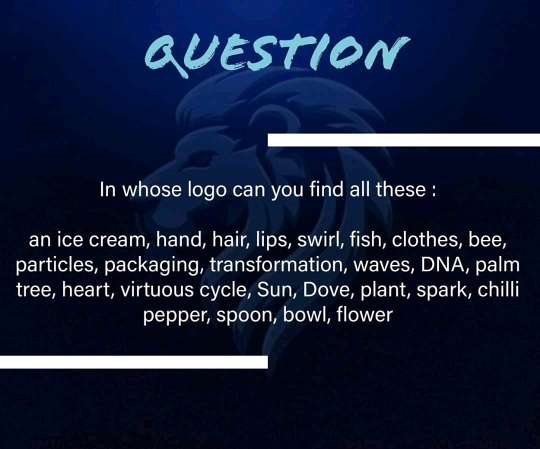 QUESTION
In whose logo can you find all these :
an ice cream, hand, hair, lips, swirl, fish, clothes, bee,
particles, packaging, transformation, waves, DNA, palm
tree, heart, virtuous cycle, Sun, Dove, plant, spark, chilli
pepper, spoon, bowl, flower